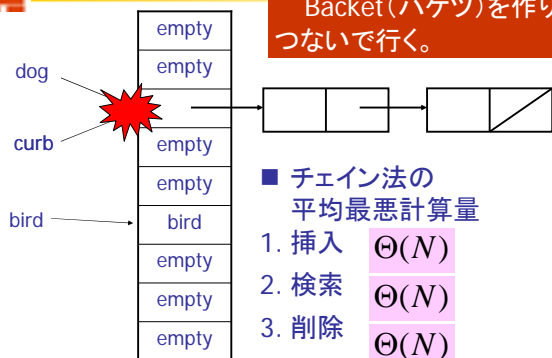 Backet(バケツ)を作り
つないで行く。
empty
empty
dog
curb
empty
empty
bird
bird
empty
empty
empty
■ チェイン法の
平均最悪計算量
1. 挿入 Θ(N)
2. 検索 Θ(N)
3. 削除 Θ(N)